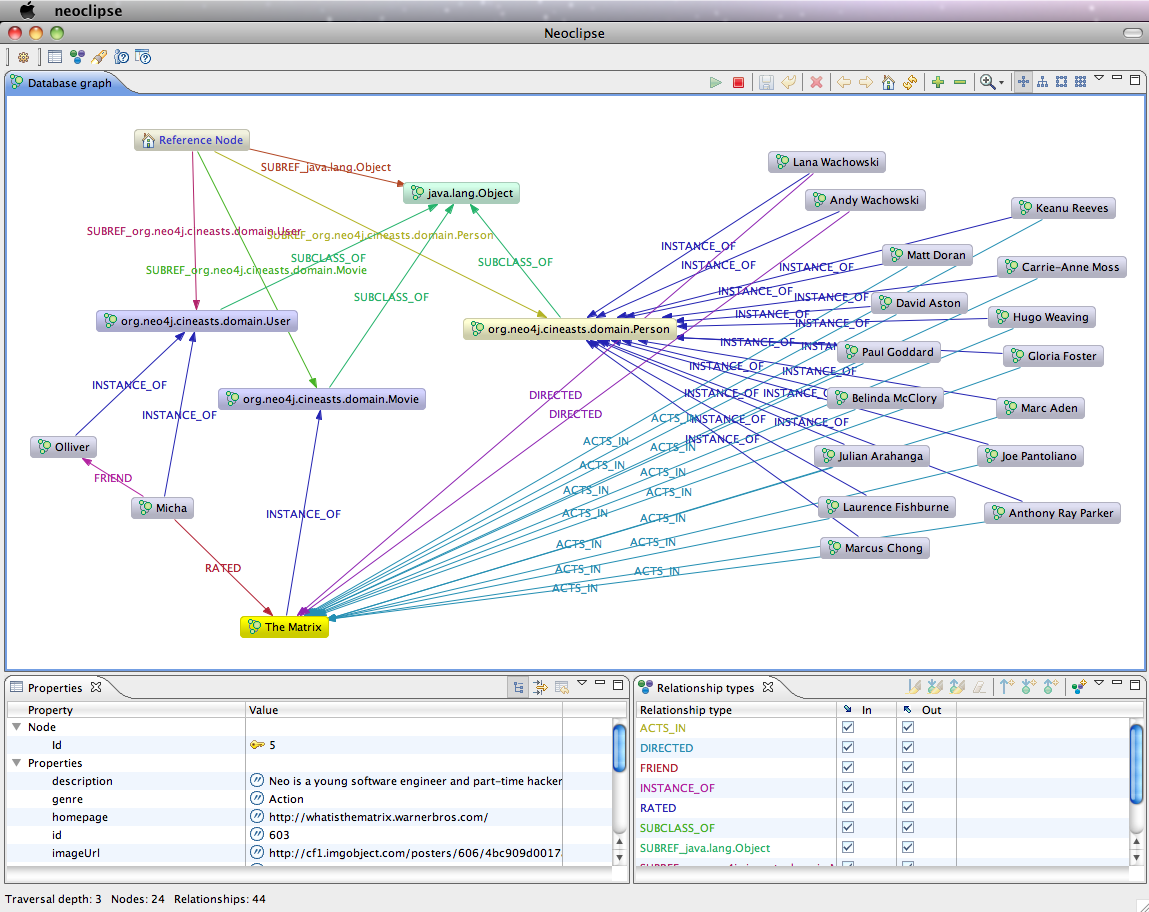 neoclipse
Neoclipse
Database graph
Reference Node
SUBREF_java.lang.Object
java.lang.Object
Lana Wachowski
Andy Wachowski
Keanu Reeves
SUBREF_org.neo4j.cineasts.domain.User
SUBREF_org.neo4j.cineasts.domain.Person
INSTANCE_OF
Matt Doran
SUBCLASS_OF
SUBCLASS_OF
INSTANCE_OF
INSTANCE_OF
Carrie-Anne Moss
SUBREF_org.neo4j.cineasts.domain.Movie
SUBCLASS_OF
INSTANCE_OF
INSTANCE_OF
David Aston
INSTANCE_OF
INSTANCE_OF
Hugo Weaving
org.neo4j.cineasts.domain.User
org.neo4j.cineasts.domain.Person
INSTANCE_OF
Paul Goddard
Gloria Foster
INSTANCE_OF
INSTANCE_OF
INSTANCE_OF
org.neo4j.cineasts.domain.Movie
DIRECTED
INSTANCE_OF
Belinda McClory
INSTANCE_OF
DIRECTED
ACTS_IN
INSTANCE_OF
INSTANCE_OF
Marc Aden
Olliver
ACTS_IN
ACTS_IN
INSTANCE_OF
Julian Arahanga
Joe Pantoliano
FRIEND
ACTS_IN
ACTS_IN
Micha
INSTANCE_OF
ACTS_IN
ACTS_IN
ACTS_IN
ACTS_IN
Laurence Fishburne
Anthony Ray Parker
ACTS_IN
ACTS_IN
Marcus Chong
RATED
ACTS_IN
ACTS_IN
ACTS_IN
The Matrix
Properties
Property Value
Node
Id 5
Properties
description Neo is a young software engineer and part-time hacker
genre Action
homepage http://whatisthematrix.warnerbros.com/
id 603
imageUrl http://cf1.imgobject.com/posters/606/4bc909d0017
Relationship types
Relationship type In Out
ACTS_IN
DIRECTED
FRIEND
INSTANCE_OF
RATED
SUBCLASS_OF
SUBREF_java.lang.Object
Traversal depth: 3 Nodes: 24 Relationships: 44